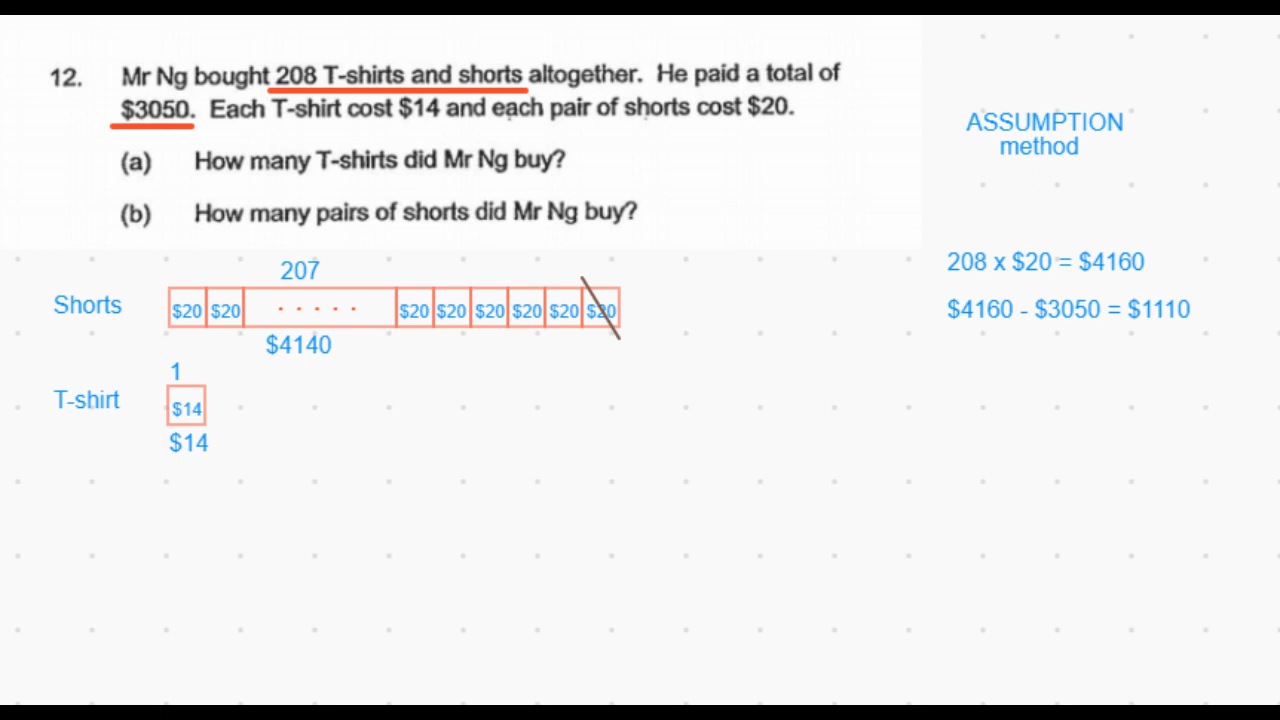 12. Mr Ng bought 208 T-shirts and shorts altogether. He paid a total of
$3050. Each T-shirt cost $14 and each pair of shorts cost $20.
(a) How many T-shirts did Mr Ng buy?
(b) How many pairs of shorts did Mr Ng buy?
ASSUMPTION
method
208 x $20 = $4160
$4160 - $3050 = $1110
207
Shorts $20 $20 . . . . . $20 $20 $20 $20 $20 $20
$4140
1
T-shirt $14
$14